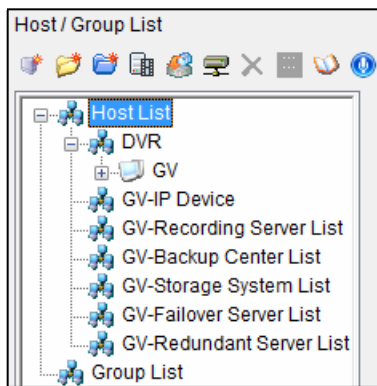 Host / Group List
Host List
DVR
GV
GV-IP Device
GV-Recording Server List
GV-Backup Center List
GV-Storage System List
GV-Failover Server List
GV-Redundant Server List
Group List